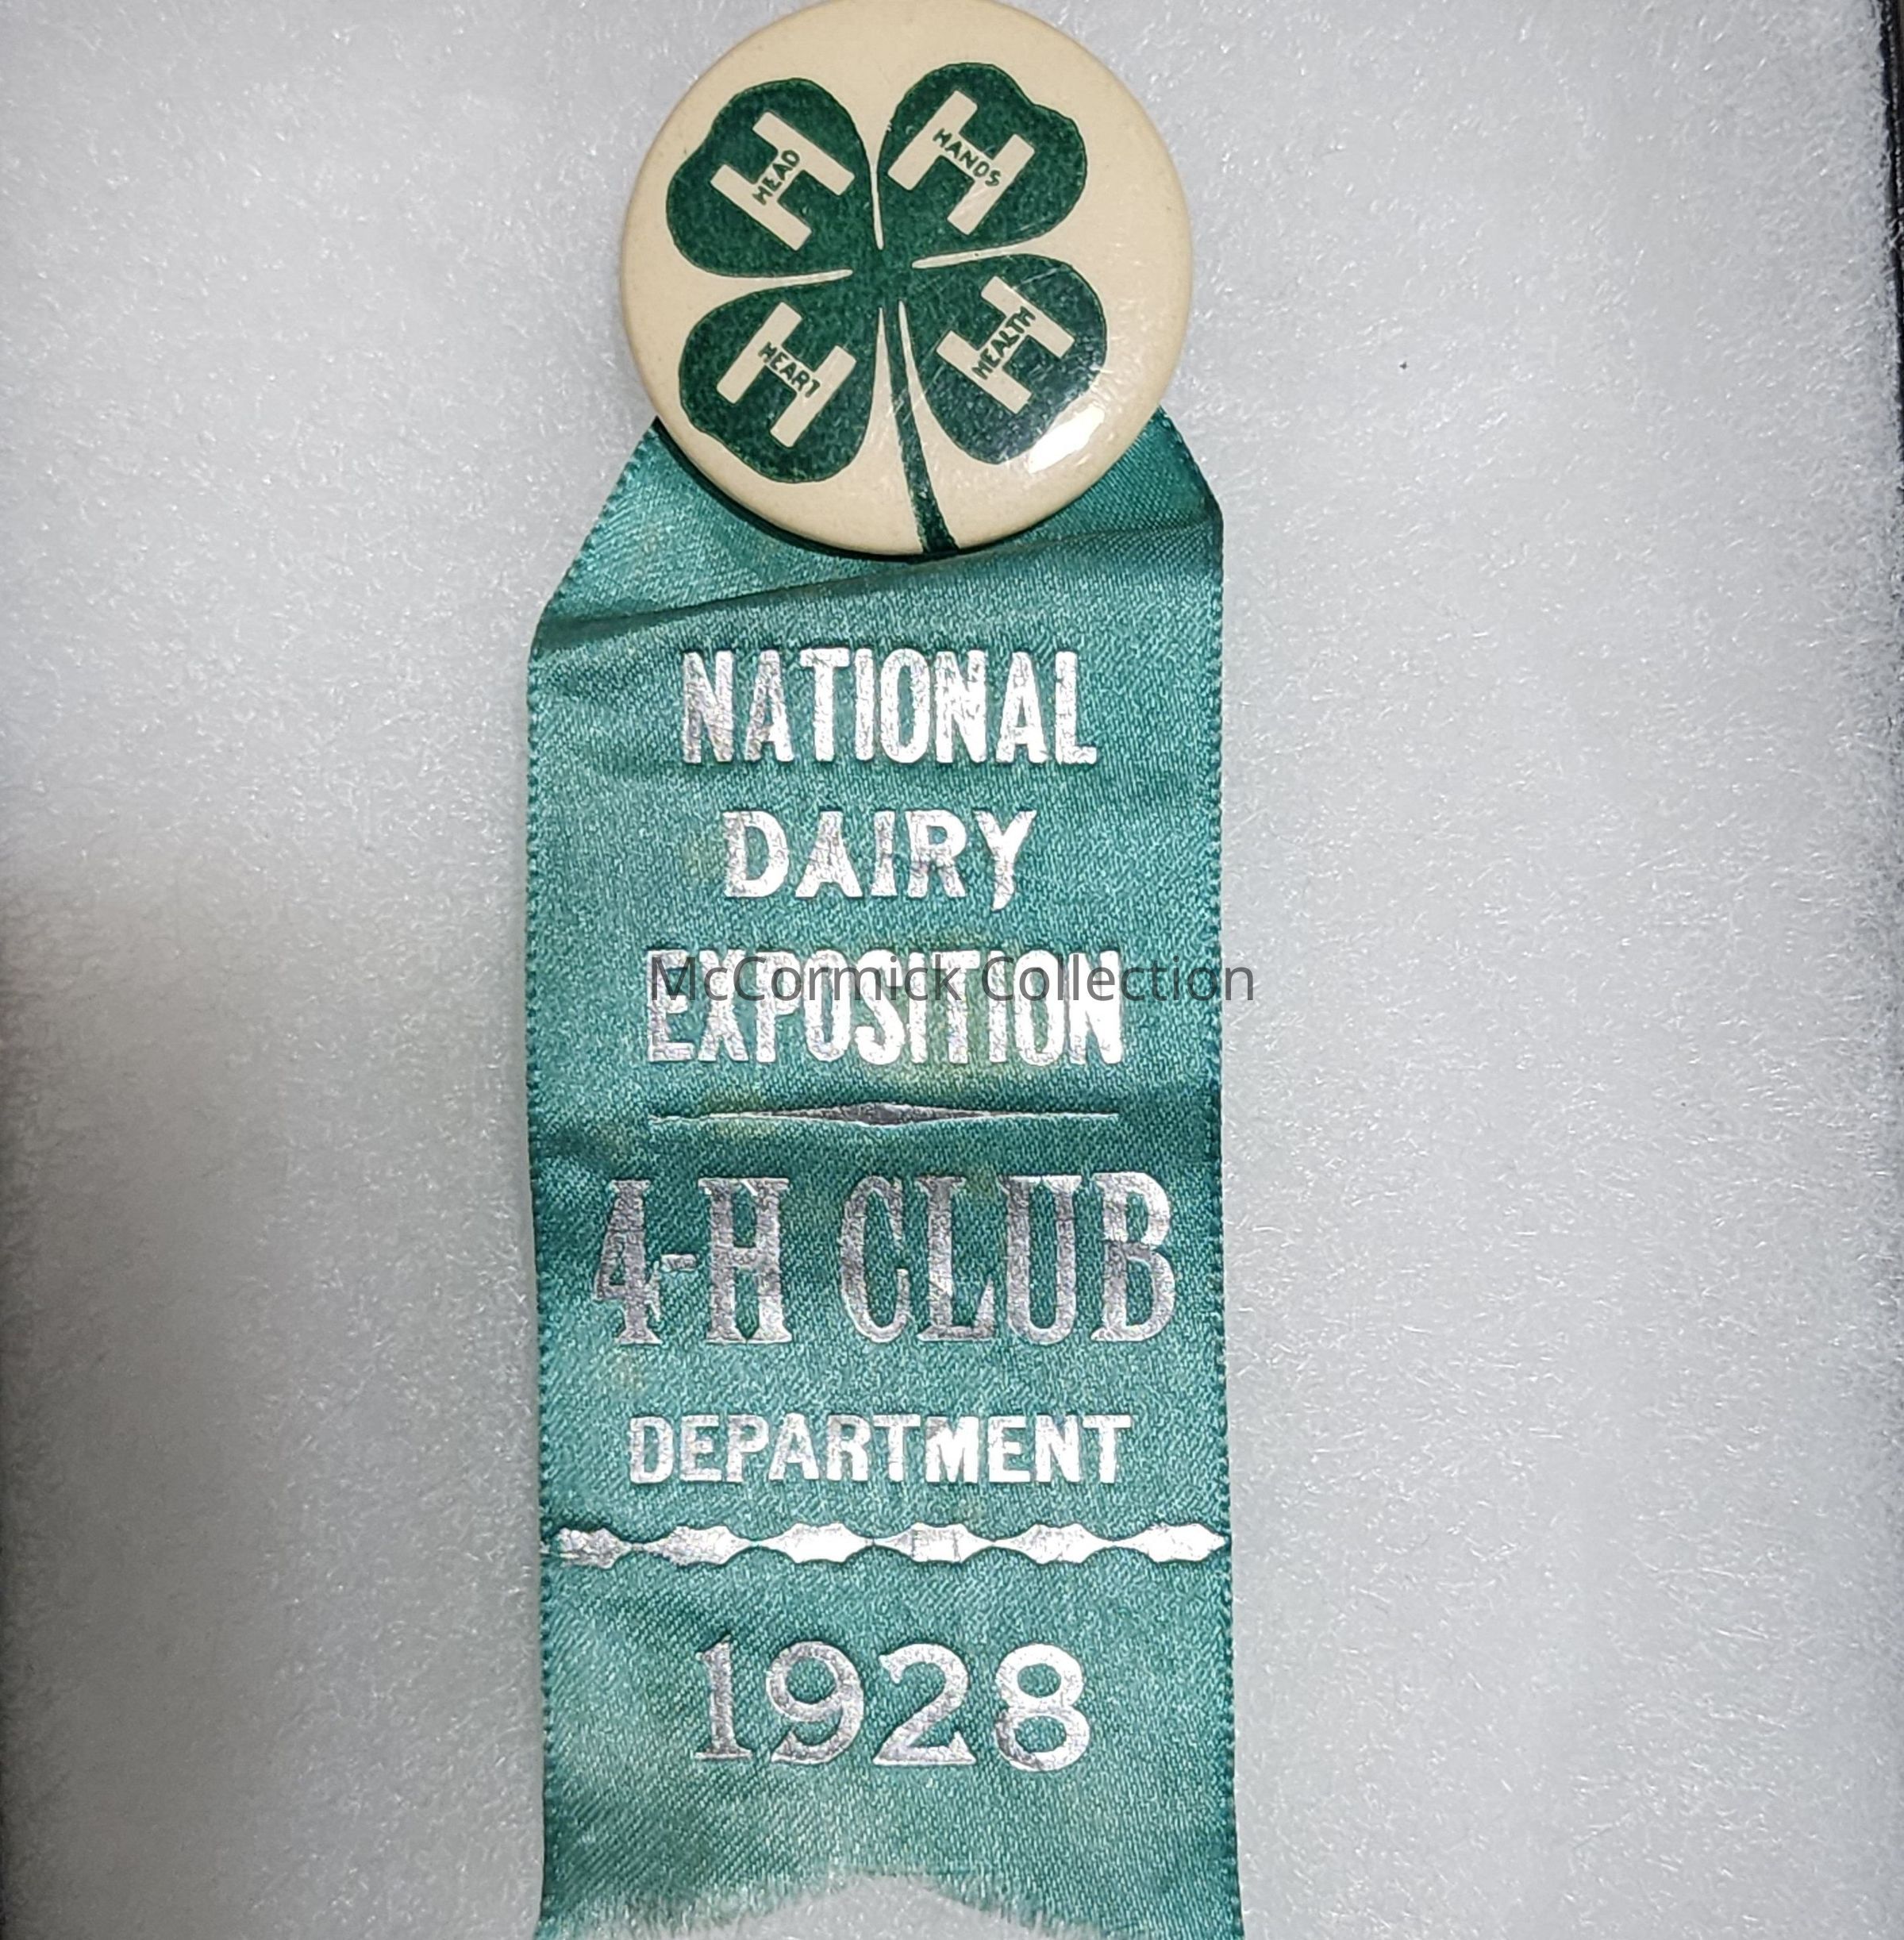 H HEAD
H HANDS
H HEART
H HEALTH
NATIONAL
DAIRY
McCormick Collection
EXPOSITION
4-H CLUB
DEPARTMENT
1928